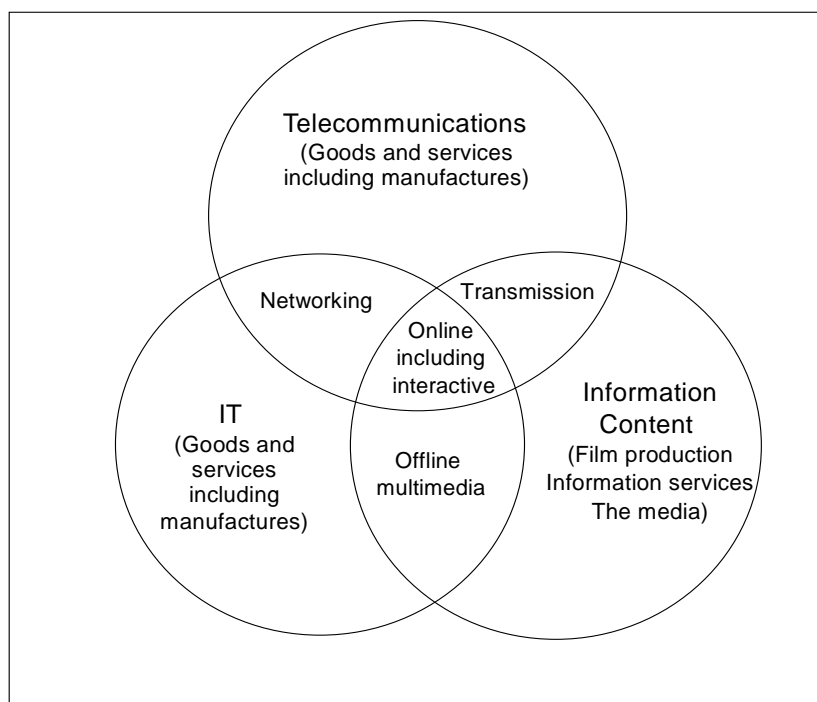 Telecommunications
(Goods and services
including manufactures)
Networking
Transmission
Online
including
interactive
IT
(Goods and
services
including
manufactures)
Offline
multimedia
Information
Content
(Film production
Information services
The media)